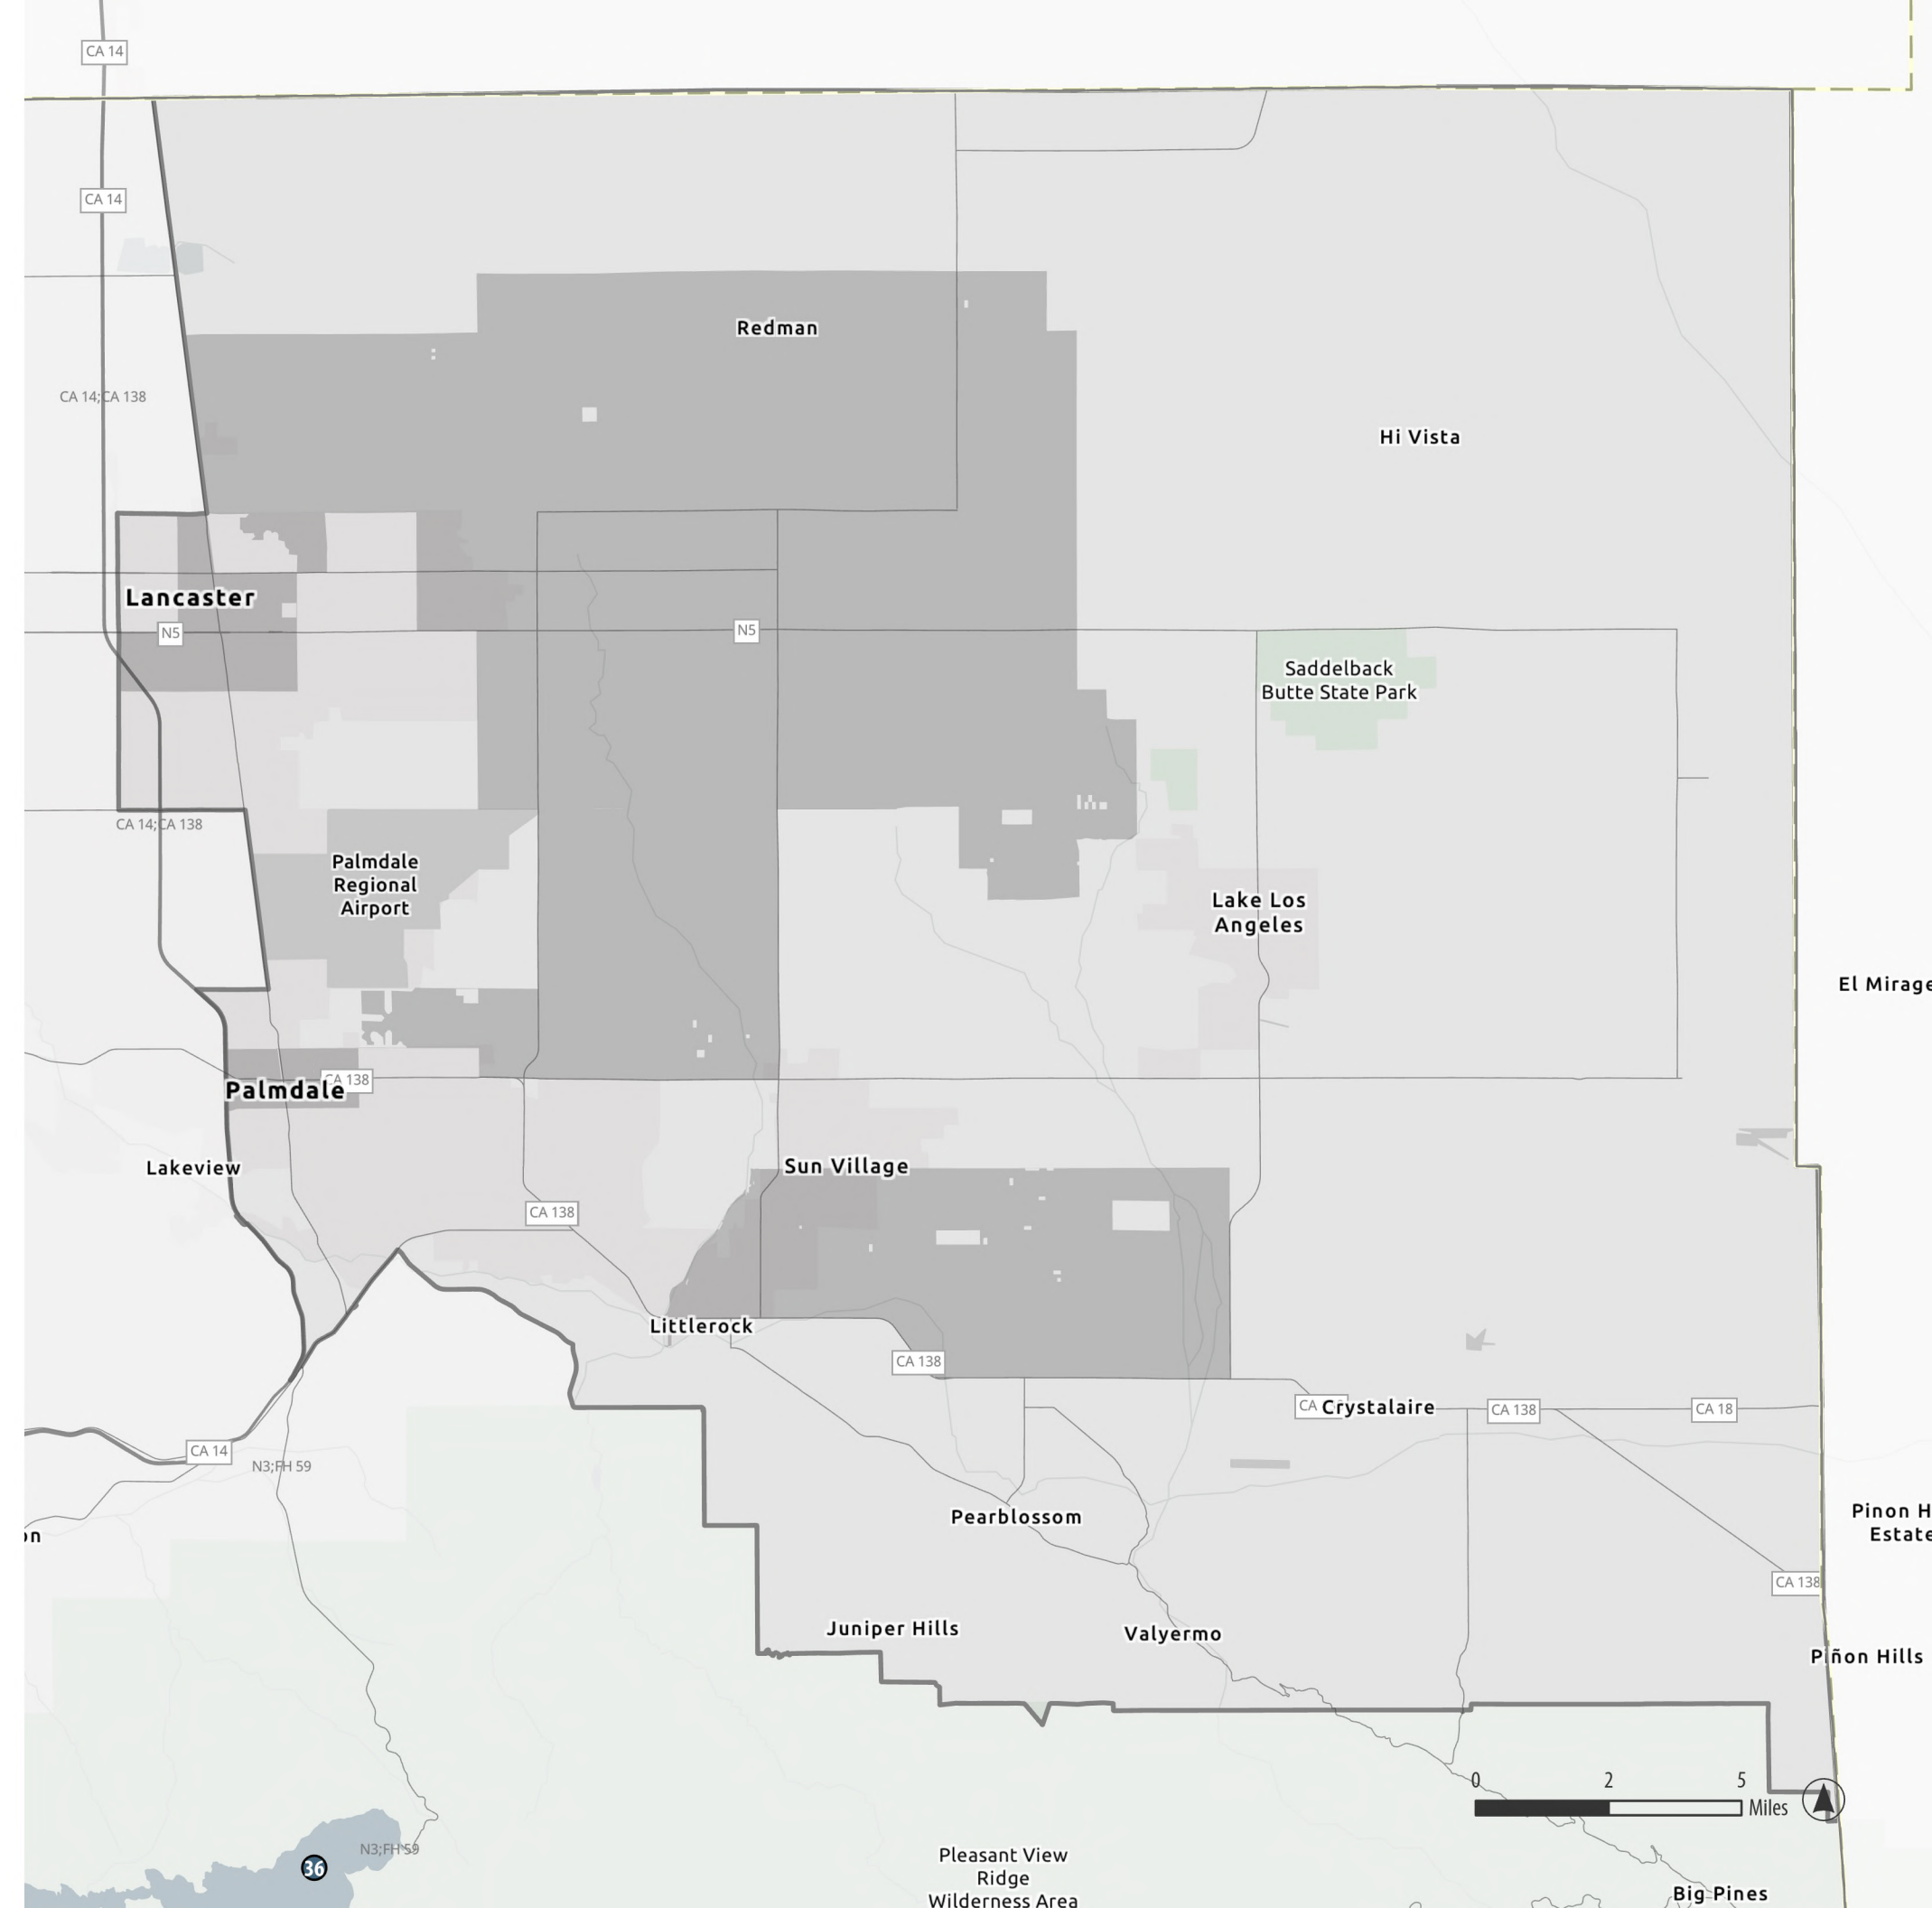 CA 14
CA 14
Redman
CA 14;CA 138
Hi Vista
Lancaster
N5
N5
Saddelback
Butte State Park
CA 14;CA 138
Palmdale
Regional
Airport
Lake Los
Angeles
El Mirage
CA 138
Palmdale
Lakeview
Sun Village
CA 138
Littlerock
CA 138
CA
Crystalaire
CA 138
CA 18
CA 14
N3;FH 59
Pearblossom
Pinon H
Estate
on
CA 138
Juniper Hills
Valyermo
Piñon Hills
0 2 5
Miles
N3;FH 59
36
Pleasant View
Ridge
Wilderness Area
Big Pines